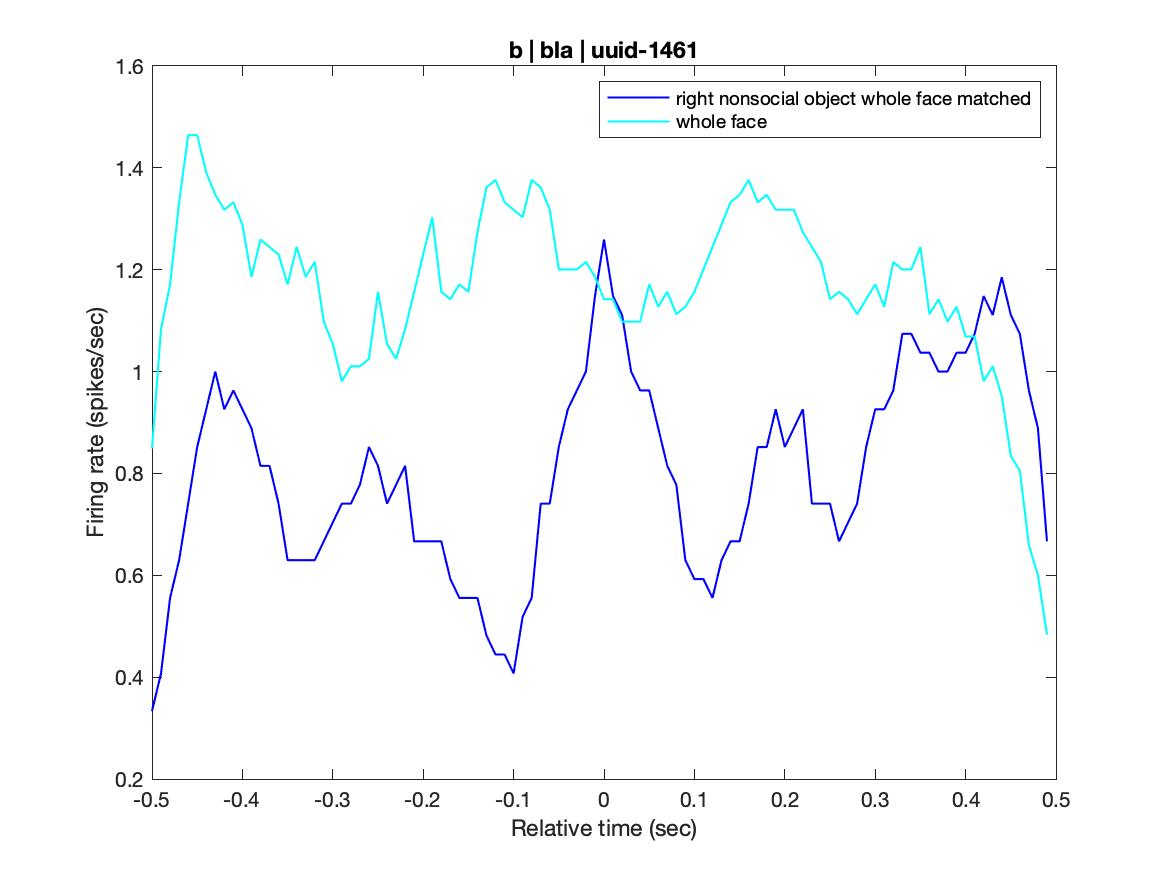 b | bla | uuid-1461
right nonsocial object whole face matched
whole face
1.6
1.4
1.2
1
0.8
0.6
0.4
0.2
Firing rate (spikes/sec)
-0.5 -0.4 -0.3 -0.2 -0.1 0 0.1 0.2 0.3 0.4 0.5
Relative time (sec)